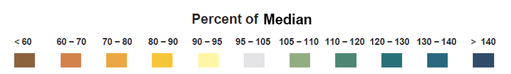 Percent of Median
< 60 60 – 70 70 – 80 80 – 90 90 – 95 95 – 105 105 – 110 110 – 120 120 – 130 130 – 140 > 140